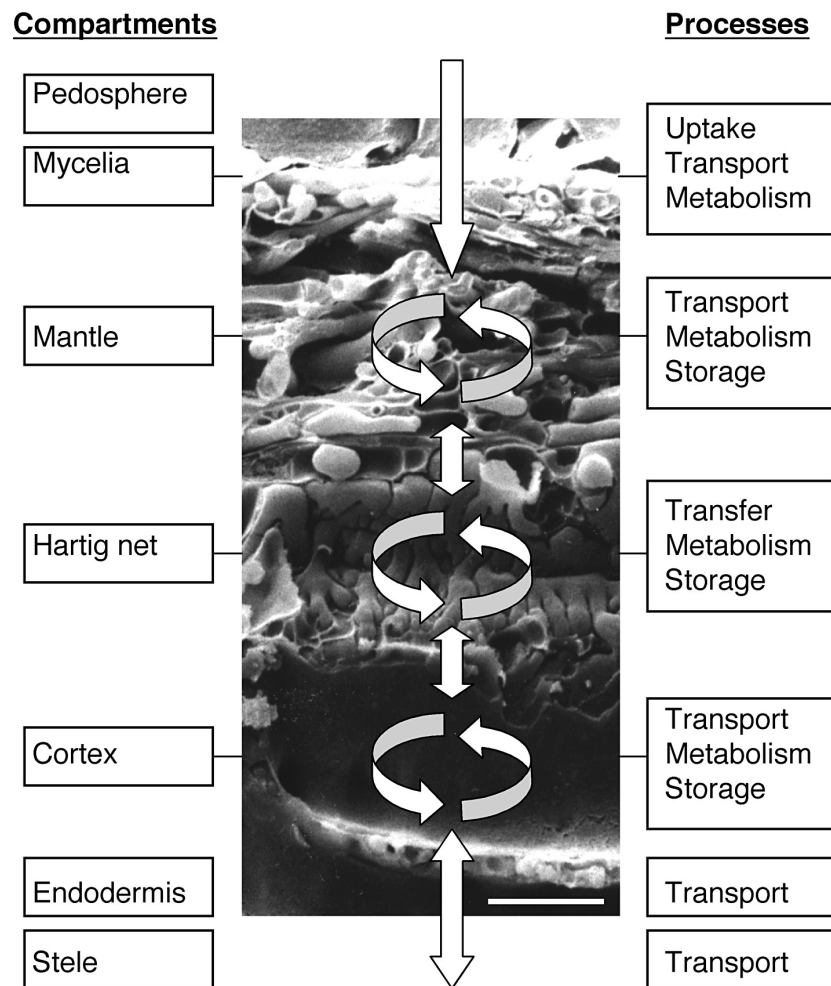 Compartments
Processes
Pedosphere
Mycelia
Uptake
Transport
Metabolism
Mantle
Transport
Metabolism
Storage
Hartig net
Transfer
Metabolism
Storage
Cortex
Transport
Metabolism
Storage
Endodermis
Transport
Stele
Transport